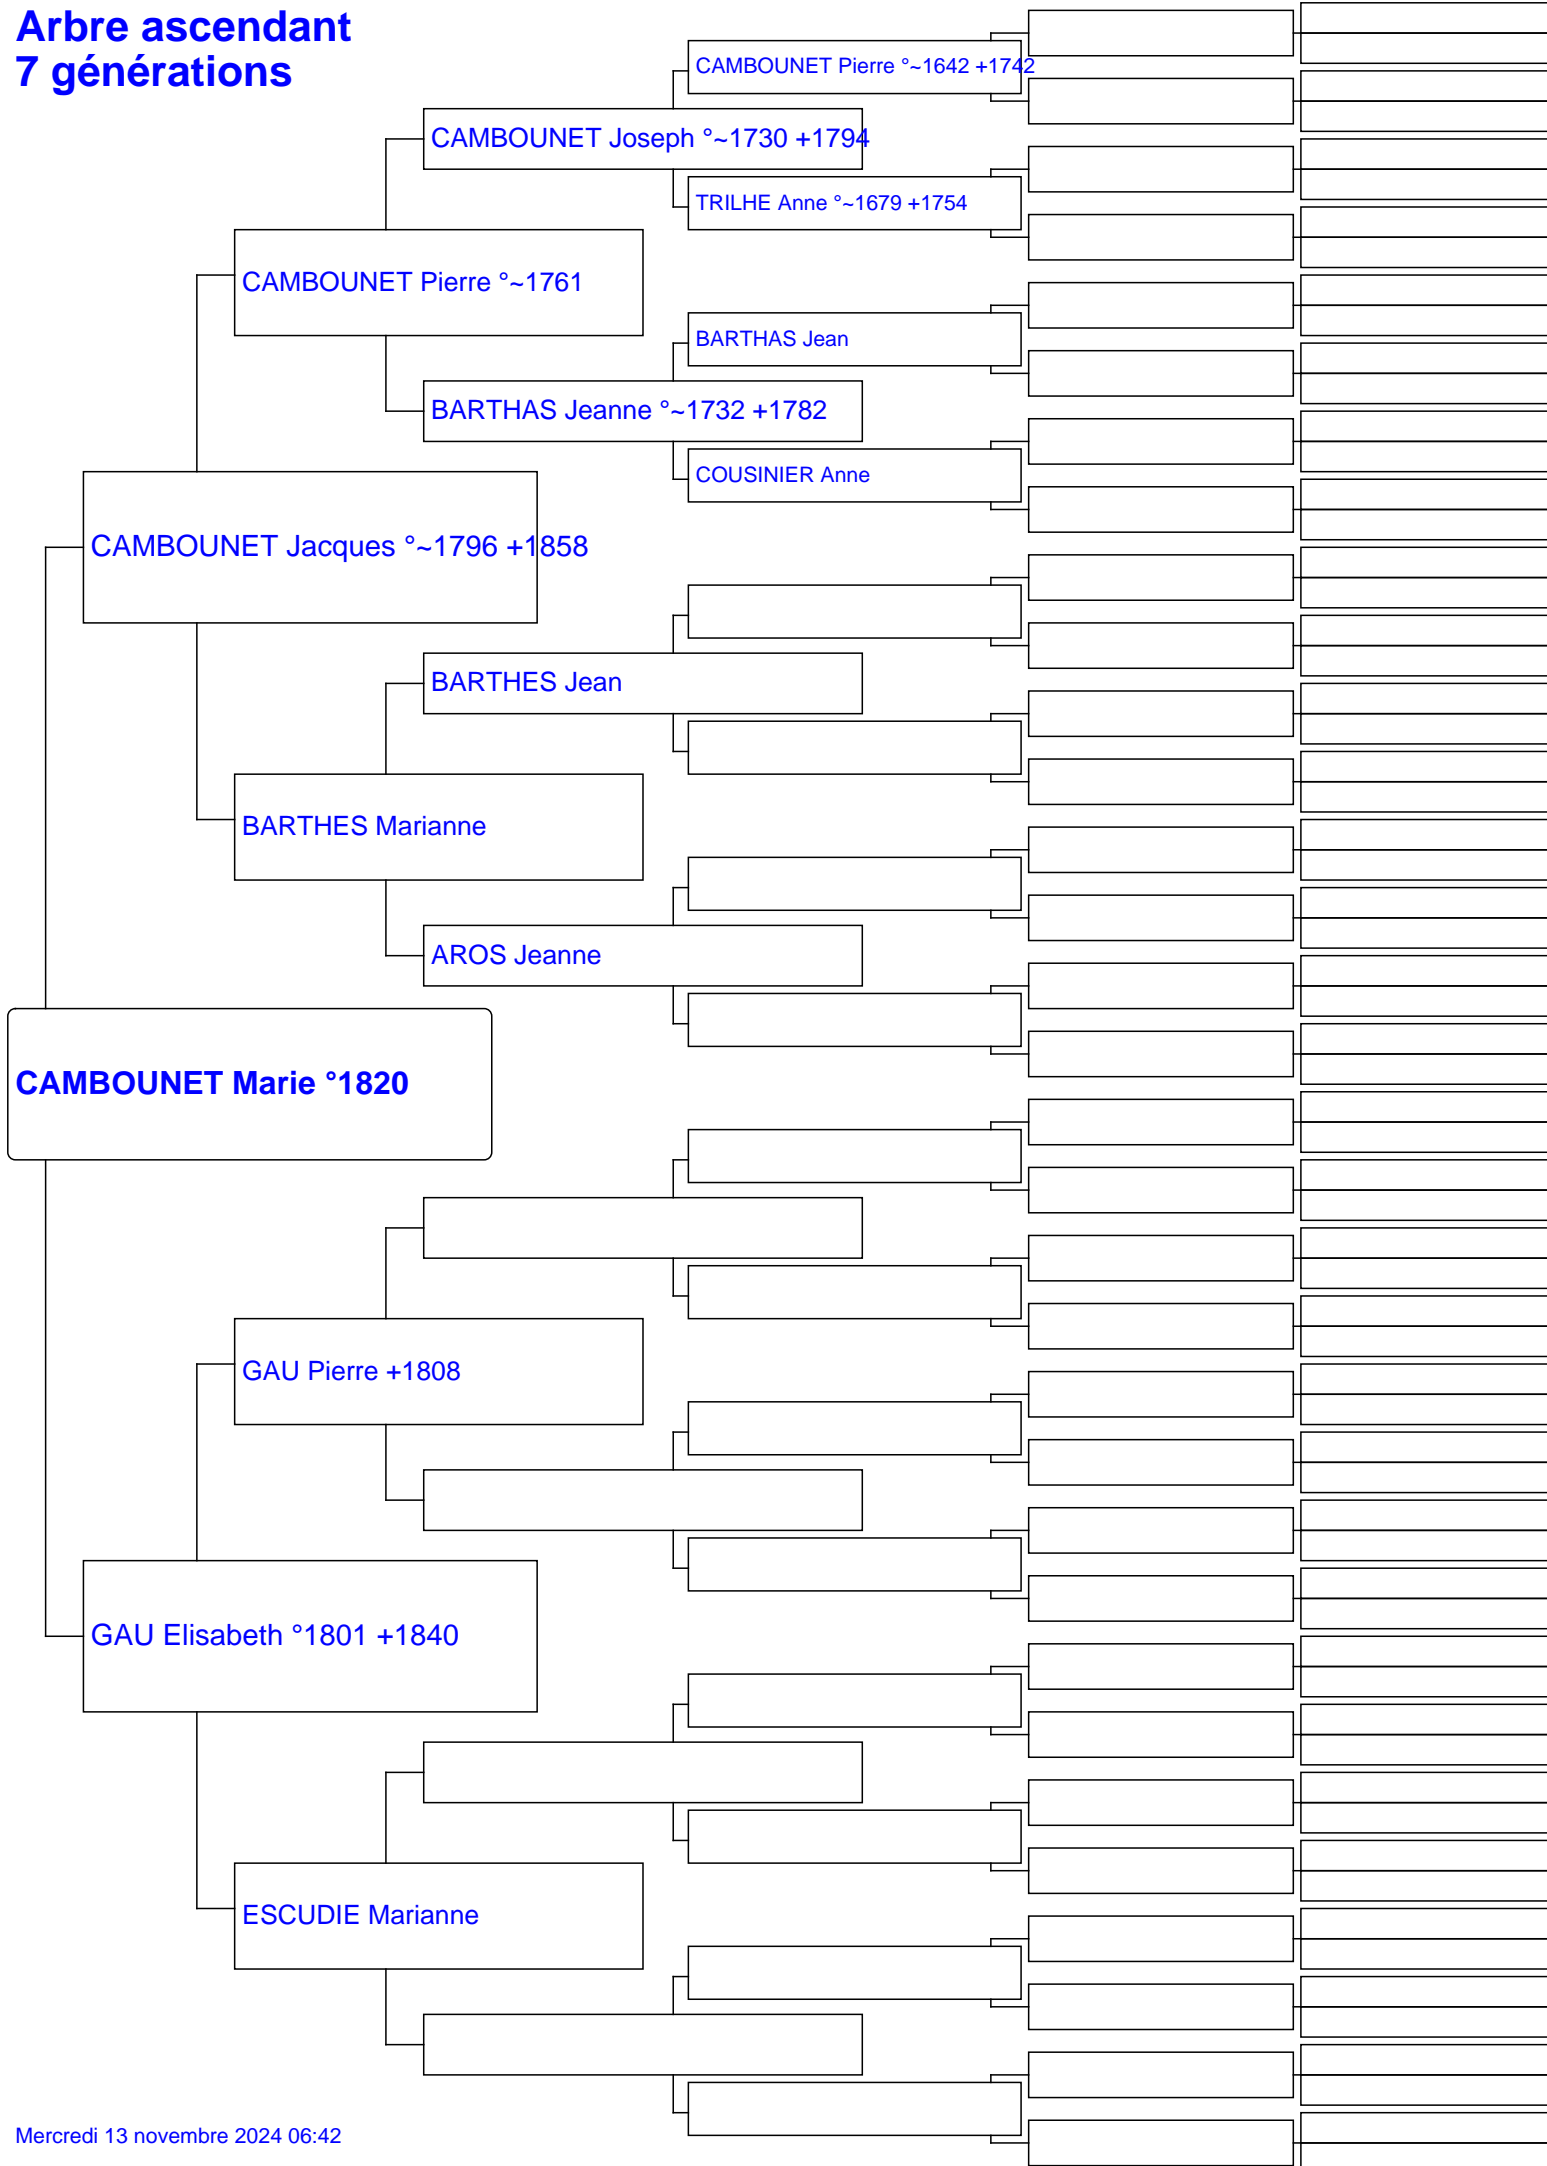 Arbre ascendant
7 générations
CAMBOUNET Pierre °~1642 +1742
CAMBOUNET Joseph °~1730 +1794
TRILHE Anne °~1679 +1754
CAMBOUNET Pierre °~1761
BARTHAS Jean
BARTHAS Jeanne °~1732 +1782
COUSINIER Anne
CAMBOUNET Jacques °~1796 +1858
BARTHES Jean
BARTHES Marianne
AROS Jeanne
CAMBOUNET Marie °1820
GAU Pierre +1808
GAU Elisabeth °1801 +1840
ESCUDIE Marianne
Mercredi 13 novembre 2024 06:42